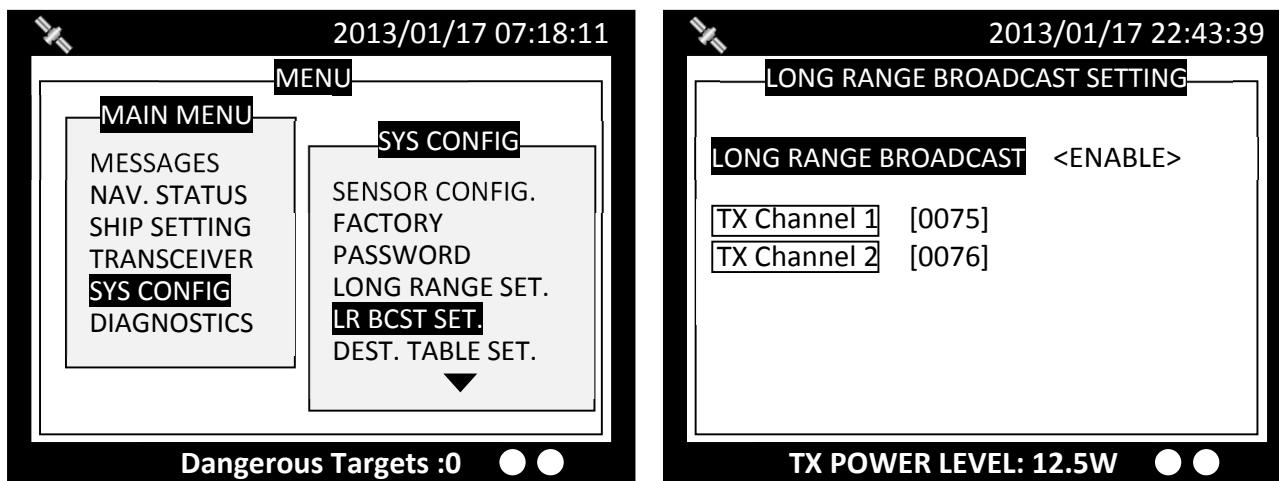 2013/01/17 07:18:11
MENU
MAIN MENU
MESSAGES
NAV. STATUS
SHIP SETTING
TRANSCEIVER
SYS CONFIG
DIAGNOSTICS
SYS CONFIG
SENSOR CONFIG.
FACTORY
PASSWORD
LONG RANGE SET.
LR BCST SET.
DEST. TABLE SET.
Dangerous Targets :0
2013/01/17 22:43:39
LONG RANGE BROADCAST SETTING
LONG RANGE BROADCAST <ENABLE>
TX Channel 1 [0075]
TX Channel 2 [0076]
TX POWER LEVEL: 12.5W